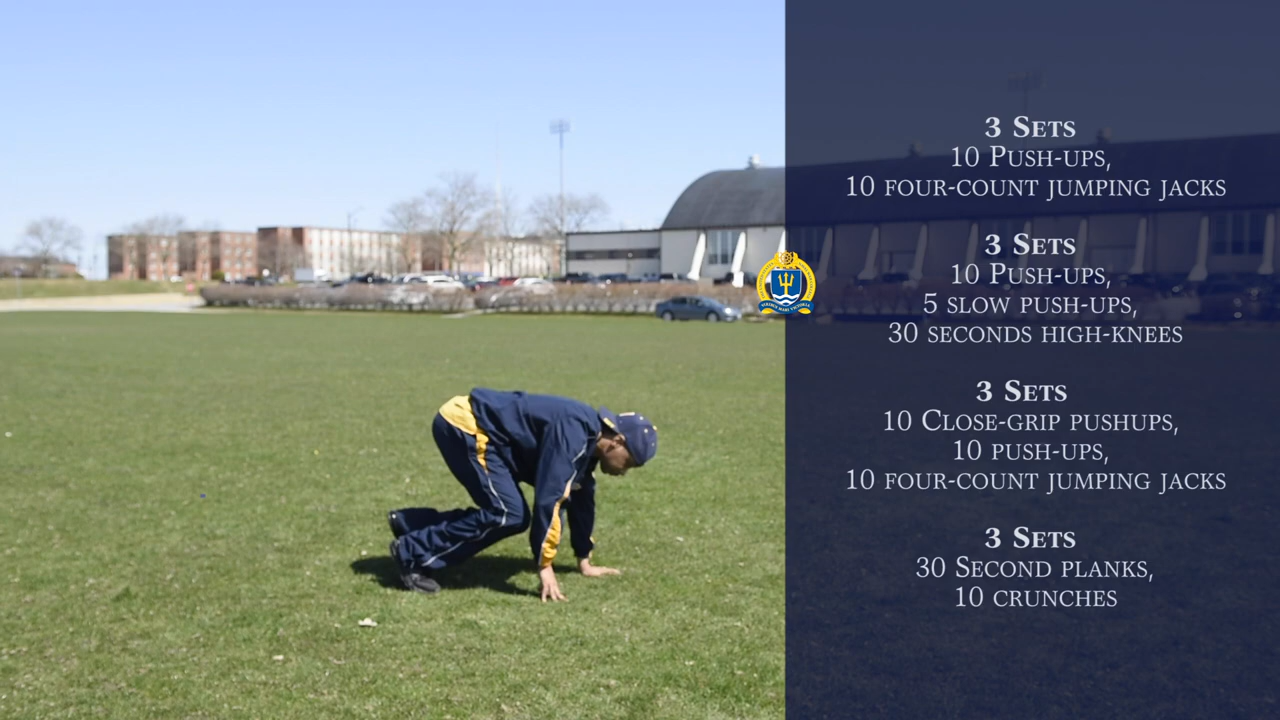 3 Sets
10 Push-ups,
10 four-count jumping jacks
3 Sets
10 Push-ups,
5 slow push-ups,
30 seconds high-knees
3 Sets
10 Close-grip pushups,
10 push-ups,
10 four-count jumping jacks
3 Sets
30 Second planks,
10 crunches